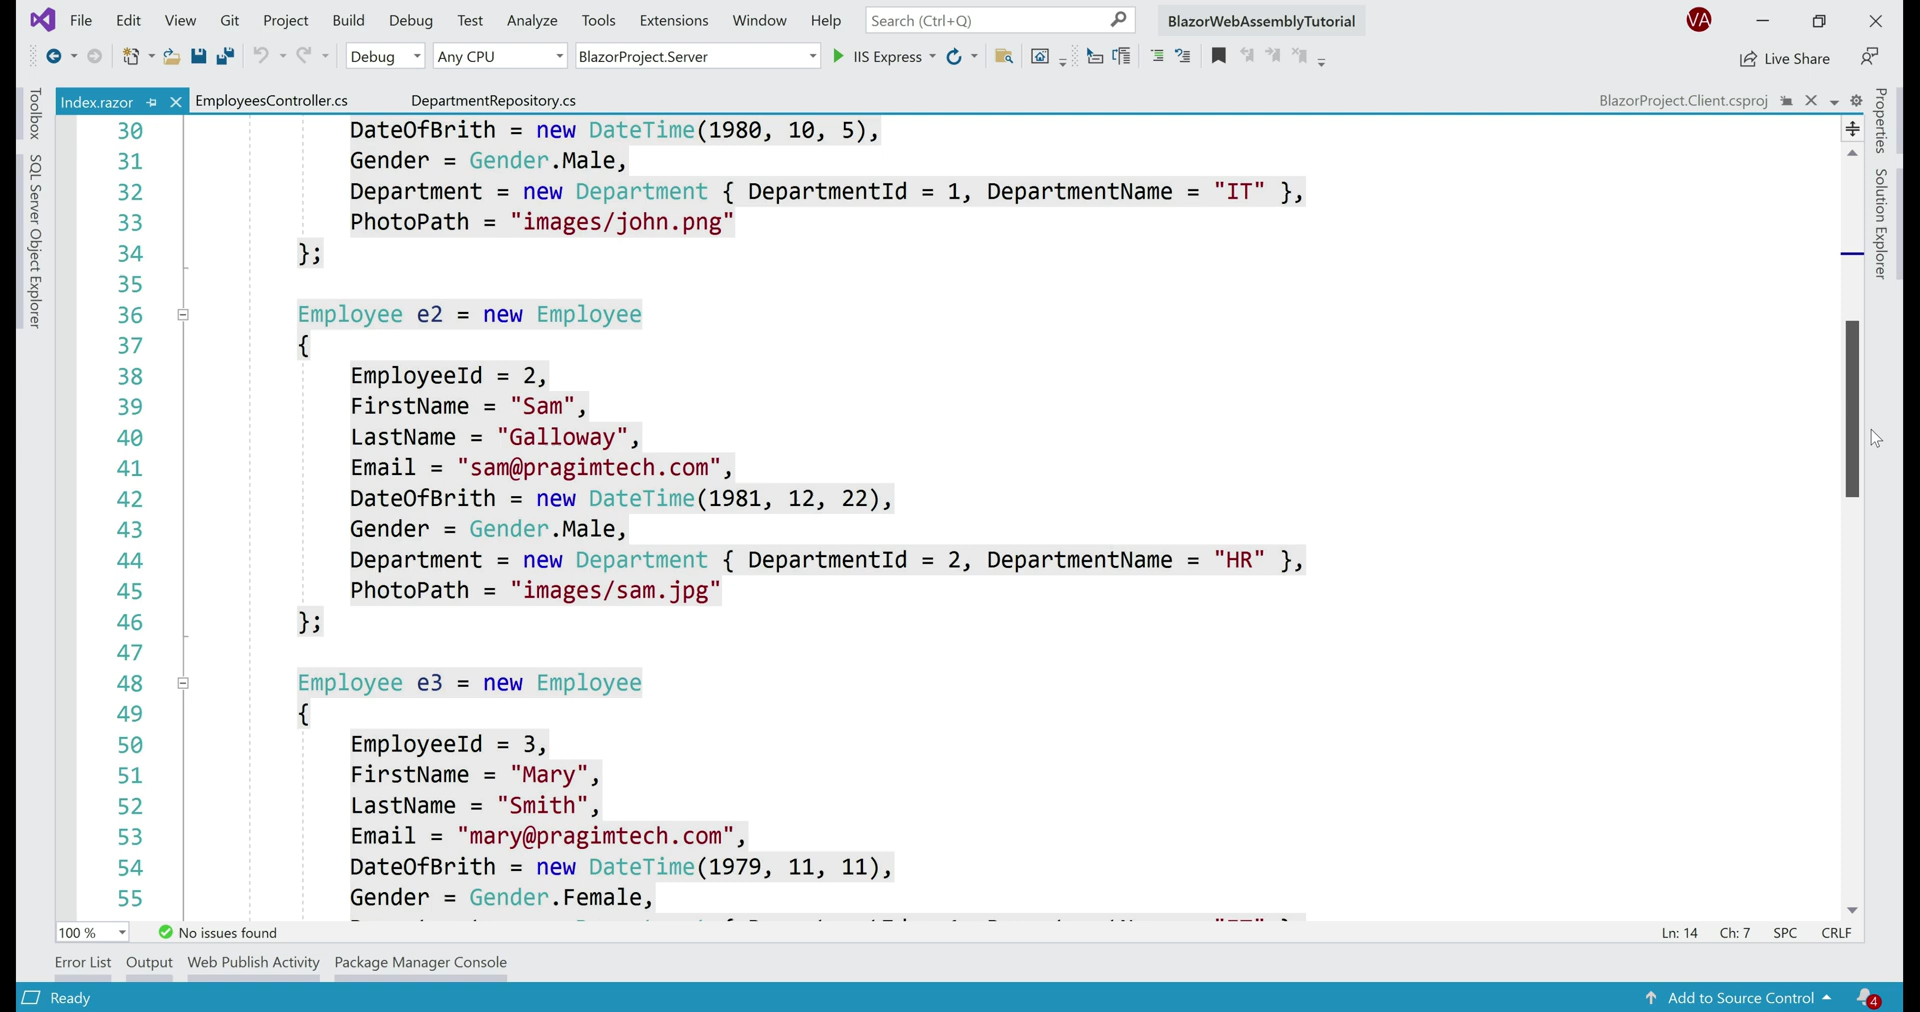 File Edit View Git Project Build Debug Test Analyze Tools Extensions Window Help Search (Ctrl+Q) BlazorWebAssemblyTutorial VA
Debug Any CPU BlazorProject.Server IIS Express Live Share
Index.razor EmployeesController.cs DepartmentRepository.cs BlazorProject.Client.csproj
Toolbox
SQL Server Object Explorer
Properties
Solution Explorer
30 DateOfBrith = new DateTime(1980, 10, 5),
31 Gender = Gender.Male,
32 Department = new Department { DepartmentId = 1, DepartmentName = "IT" },
33 PhotoPath = "images/john.png"
34 };
35
36 Employee e2 = new Employee
37 {
38 EmployeeId = 2,
39 FirstName = "Sam",
40 LastName = "Galloway",
41 Email = "sam@pragimtech.com",
42 DateOfBrith = new DateTime(1981, 12, 22),
43 Gender = Gender.Male,
44 Department = new Department { DepartmentId = 2, DepartmentName = "HR" },
45 PhotoPath = "images/sam.jpg"
46 };
47
48 Employee e3 = new Employee
49 {
50 EmployeeId = 3,
51 FirstName = "Mary",
52 LastName = "Smith",
53 Email = "mary@pragimtech.com",
54 DateOfBrith = new DateTime(1979, 11, 11),
55 Gender = Gender.Female,
100 % No issues found Ln: 14 Ch: 7 SPC CRLF
Error List Output Web Publish Activity Package Manager Console
Ready Add to Source Control 4